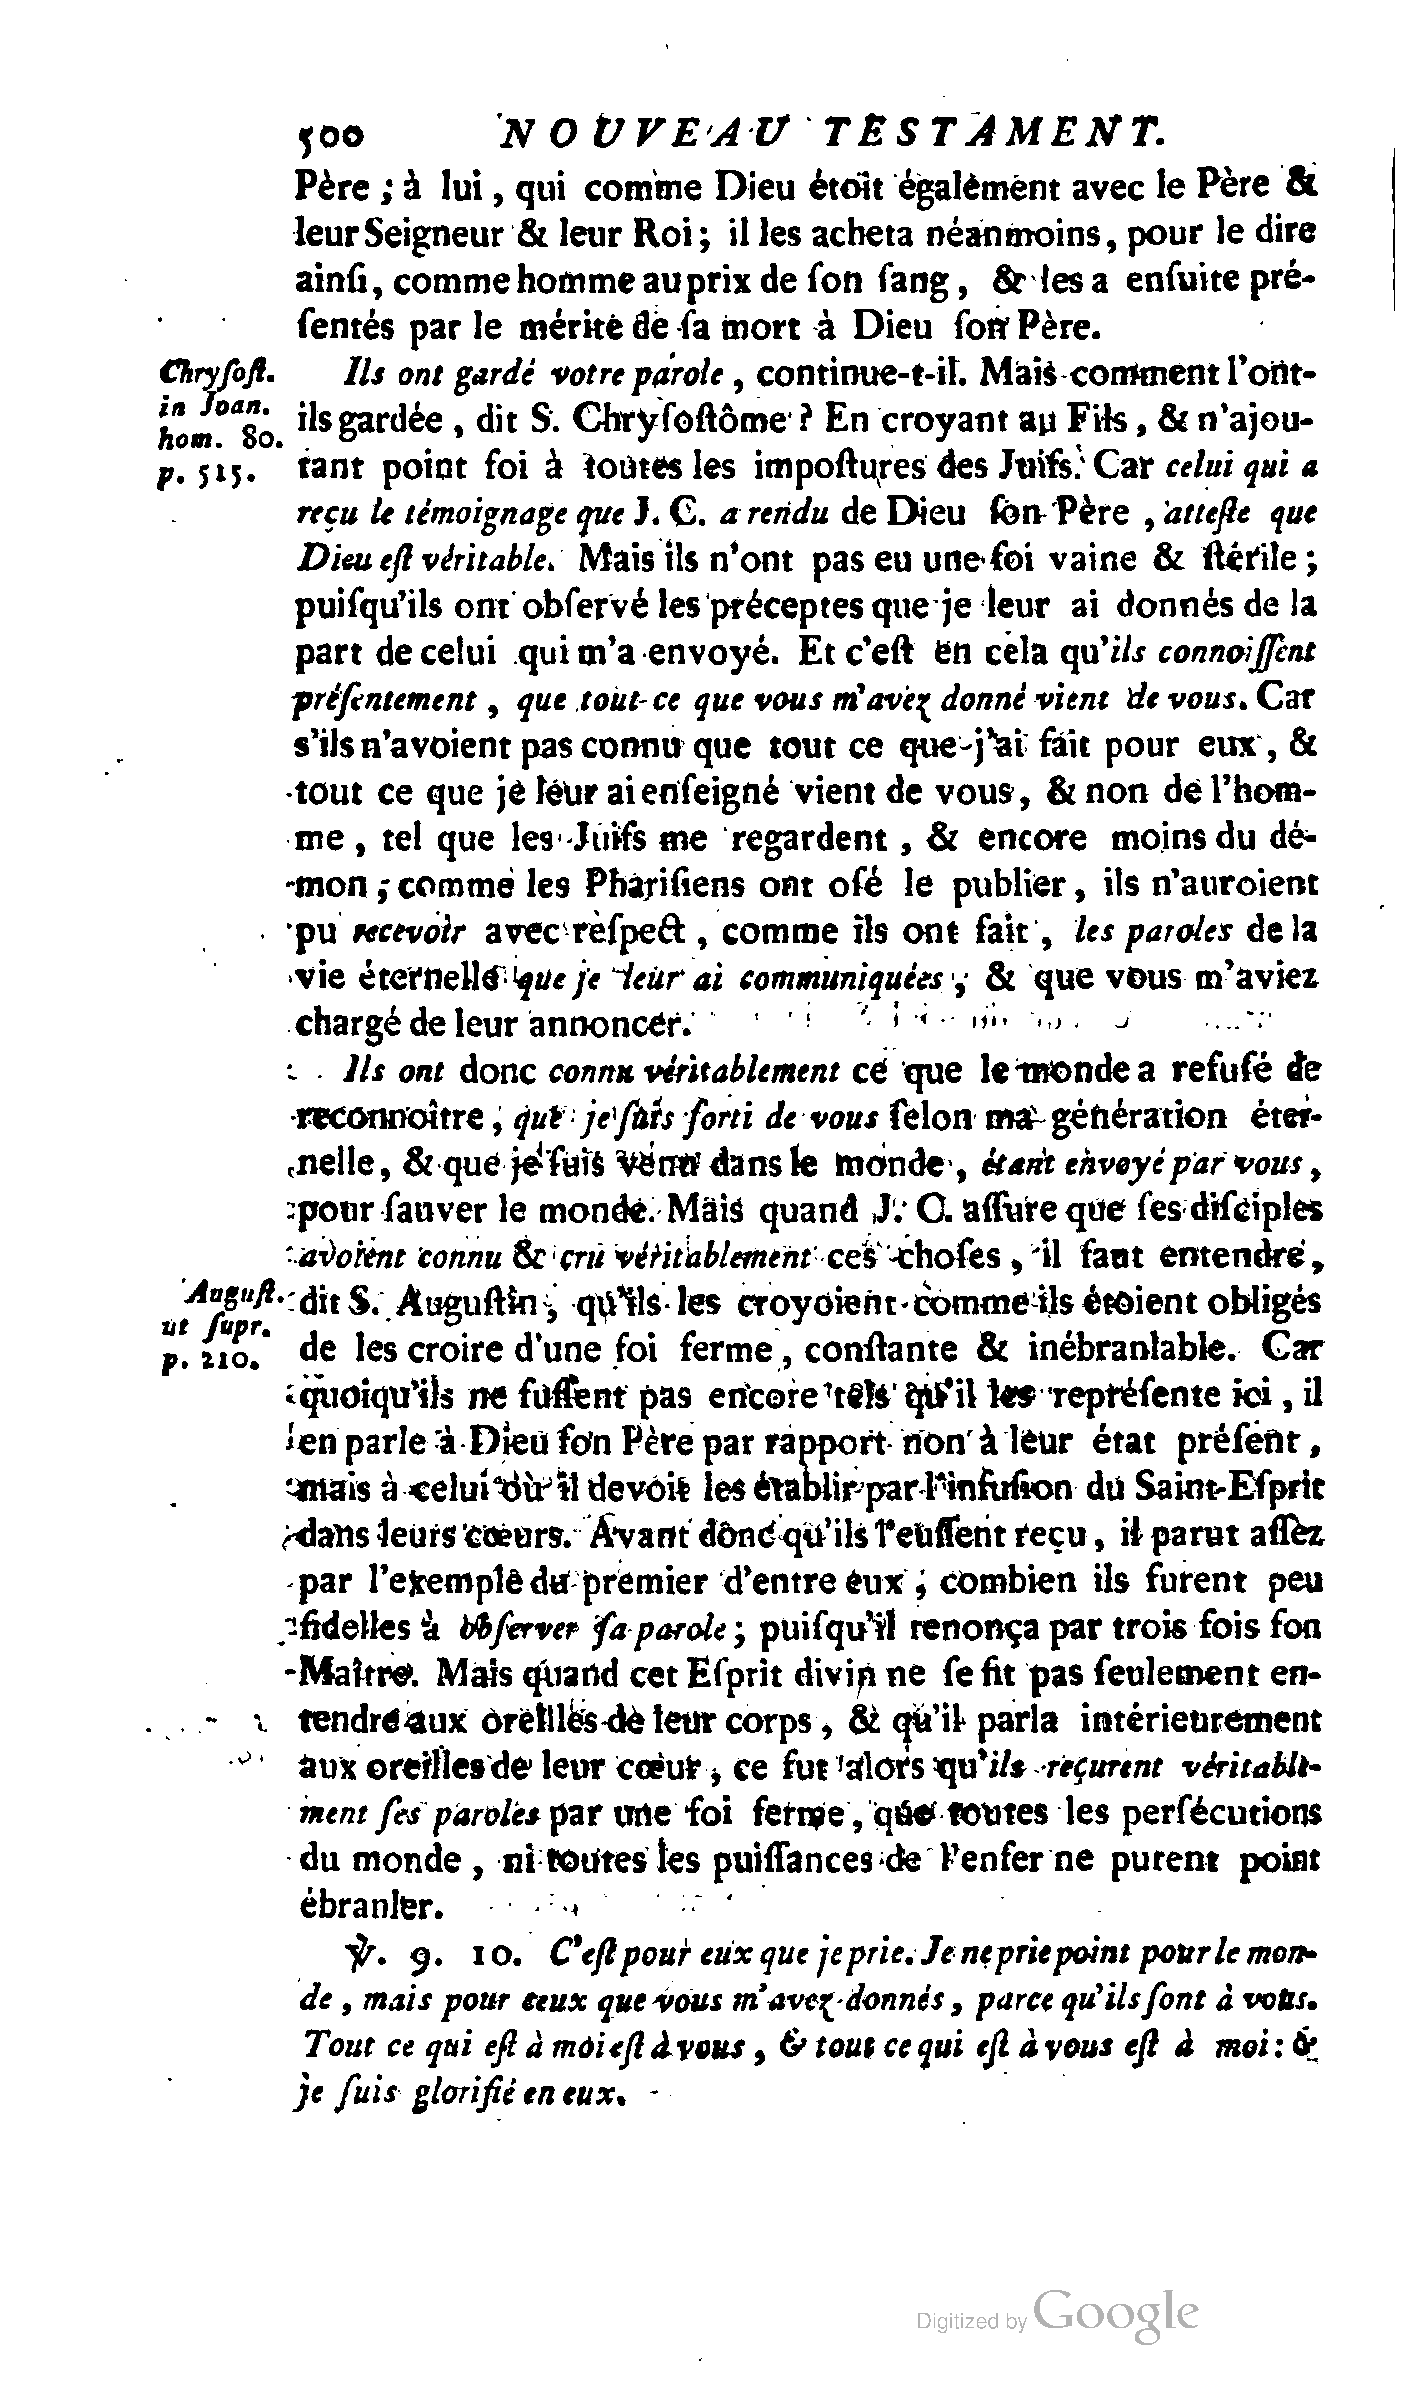 500 NOUVEAU TESTAMENT.
Père ; à lui, qui comme Dieu étoit également avec le Père &
leur Seigneur & leur Roi ; il les acheta néanmoins, pour le dire
ainſi, comme homme au prix de ſon ſang, & les a enſuite pré-
ſentés par le mérite de ſa mort à Dieu ſon Père.
Chryſoſt.
in Joan.
hom. 80.
p. 515.
Ils ont gardé votre parole, continue-t-il. Mais comment l'ont-
ils gardée, dit S. Chryſoſtôme ? En croyant au Fils, & n'ajou-
tant point foi à toutes les impoſtures des Juifs. Car celui qui a
reçu le témoignage que J. C. a rendu de Dieu ſon Père, atteſte que
Dieu eſt véritable. Mais ils n'ont pas eu une foi vaine & ſtérile ;
puiſqu'ils ont obſervé les préceptes que je leur ai donnés de la
part de celui qui m'a envoyé. Et c'eſt en cela qu'ils connoiſſent
préſentement, que tout-ce que vous m'avez donné vient de vous. Car
s'ils n'avoient pas connu que tout ce que j'ai fait pour eux, &
tout ce que je leur ai enſeigné vient de vous, & non de l'hom-
me, tel que les Juifs me regardent, & encore moins du dé-
mon, comme les Phariſiens ont oſé le publier, ils n'auroient
pu recevoir avec reſpect, comme ils ont fait, les paroles de la
vie éternelle que je leur ai communiquées, & que vous m'aviez
chargé de leur annoncer.
Ils ont donc connu véritablement ce que le monde a refuſé de
reconnoître, que je ſuis ſorti de vous ſelon ma génération éter-
nelle, & que je ſuis venu dans le monde, étant envoyé par vous,
pour ſauver le monde. Mais quand J. C. aſſure que ſes diſciples
avoient connu & cru véritablement ces choſes, il faut entendre,
Auguſt.
ut ſupr.
p. 210.
dit S. Auguſtin, qu'ils les croyoient comme ils étoient obligés
de les croire d'une foi ferme, conſtante & inébranlable. Car
quoiqu'ils ne fuſſent pas encore tels qu'il les repréſente ici, il
en parle à Dieu ſon Père par rapport non à leur état préſent,
mais à celui où il devoit les établir par l'infuſion du Saint-Eſprit
dans leurs cœurs. Avant donc qu'ils l'euſſent reçu, il parut aſſez
par l'exemple du premier d'entre eux, combien ils furent peu
fidelles à obſerver ſa parole ; puiſqu'il renonça par trois fois ſon
Maître. Mais quand cet Eſprit divin ne ſe fit pas ſeulement en-
tendre aux oreilles de leur corps, & qu'il parla intérieurement
aux oreilles de leur cœur, ce fut alors qu'ils reçurent véritable-
ment ſes paroles par une foi ferme, que toutes les perſécutions
du monde, ni toutes les puiſſances de l'enfer ne purent point
ébranler.
℣. 9. 10. C'eſt pour eux que je prie. Je ne prie point pour le mon-
de, mais pour ceux que vous m'avez donnés, parce qu'ils ſont à vous.
Tout ce qui eſt à moi eſt à vous, & tout ce qui eſt à vous eſt à moi : &
je ſuis glorifié en eux.
Digitized by Google